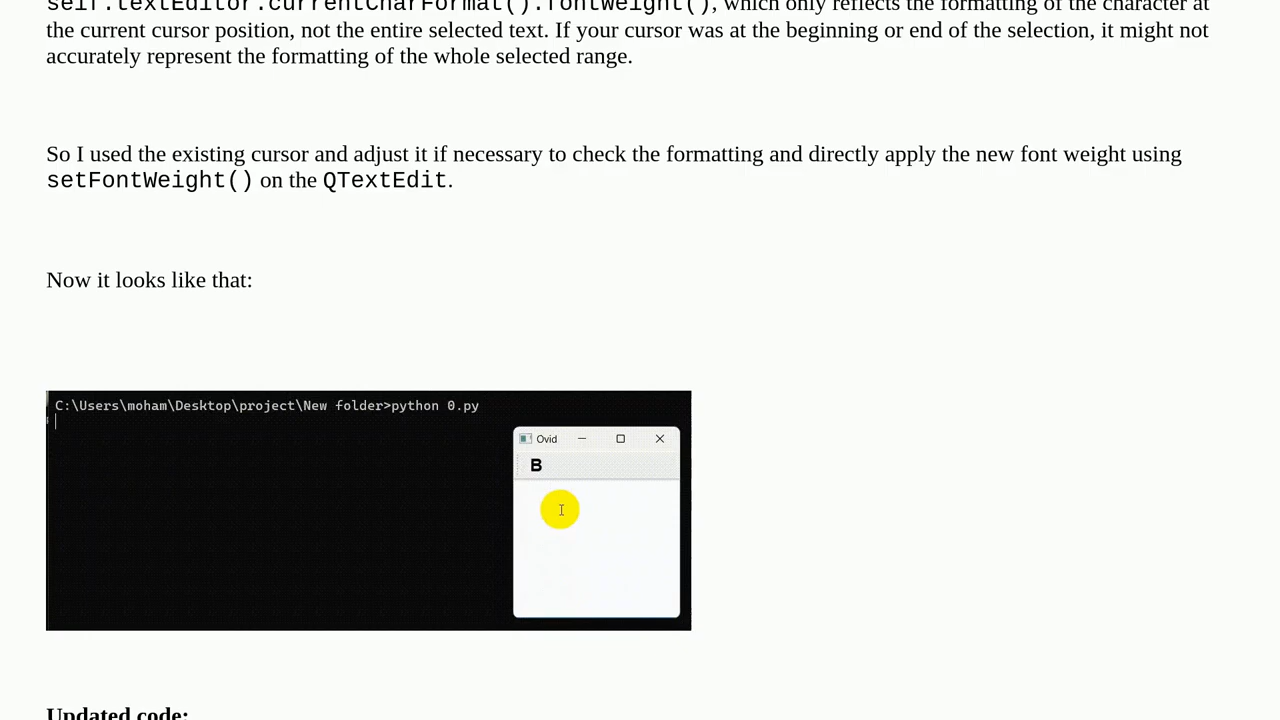 self.textEditor.currentCharFormat().fontWeight(), which only reflects the formatting of the character at
the current cursor position, not the entire selected text. If your cursor was at the beginning or end of the selection, it might not
accurately represent the formatting of the whole selected range.
So I used the existing cursor and adjust it if necessary to check the formatting and directly apply the new font weight using
setFontWeight() on the QTextEdit.
Now it looks like that:
C:\Users\moham\Desktop\project\New folder>python 0.py
Ovid
B
Updated code: